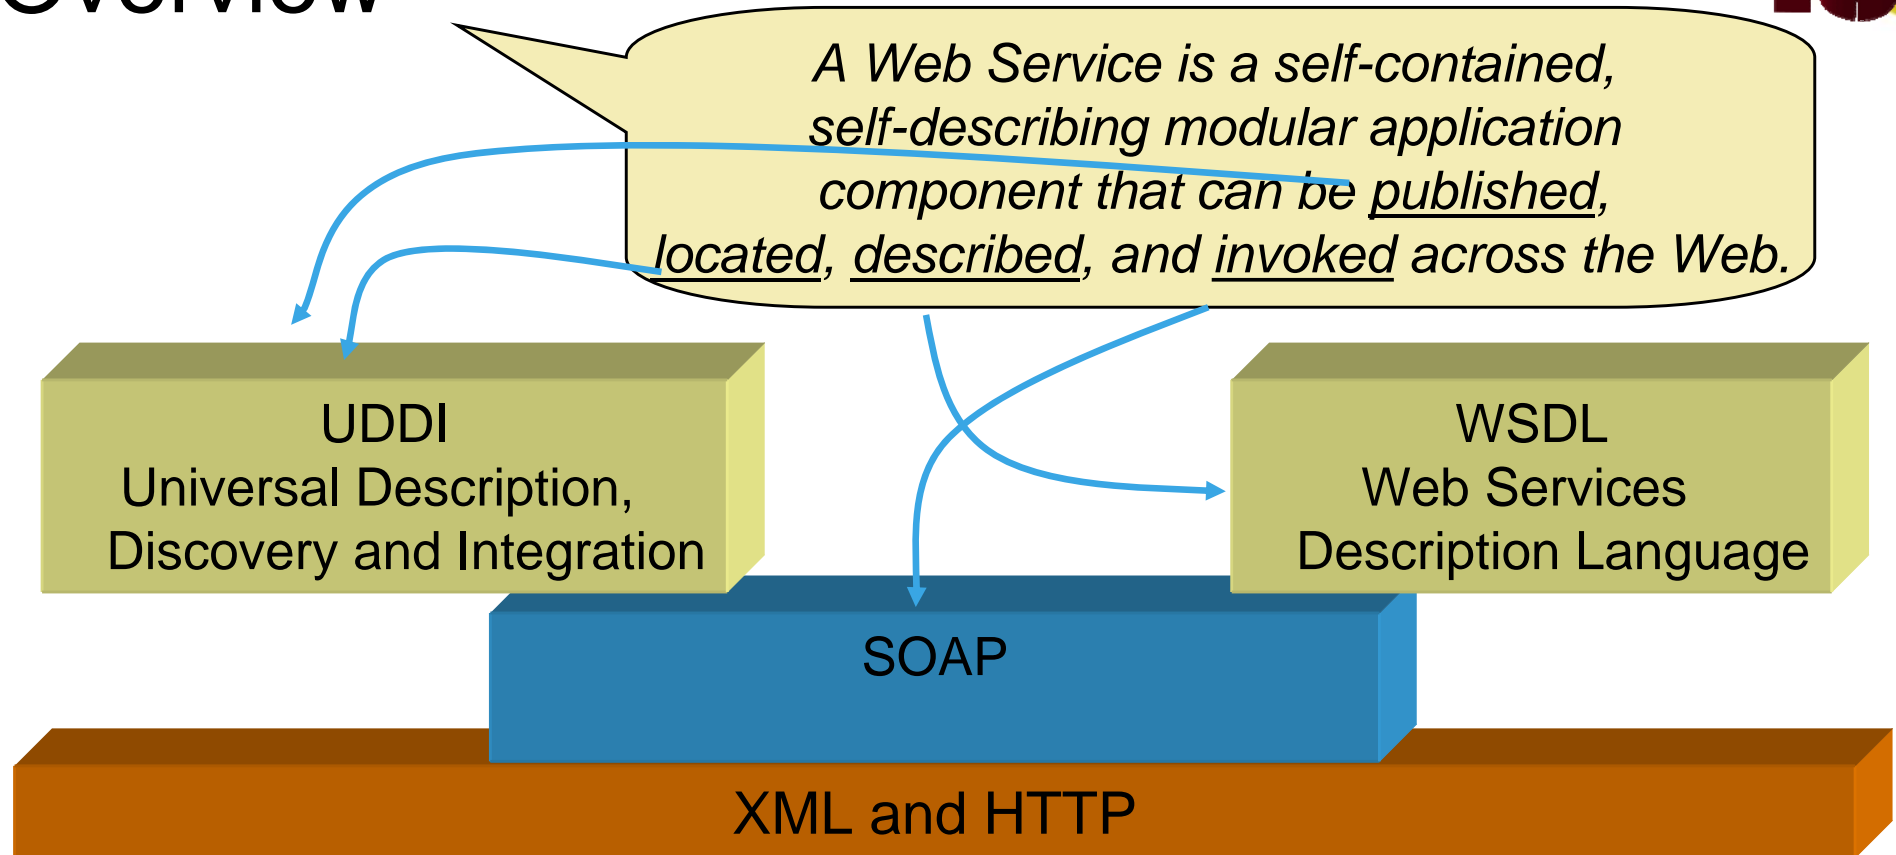 Overview
A Web Service is a self-contained,
self-describing modular application
component that can be published,
located, described, and invoked across the Web.
UDDI
Universal Description,
Discovery and Integration
WSDL
Web Services
Description Language
SOAP
XML and HTTP